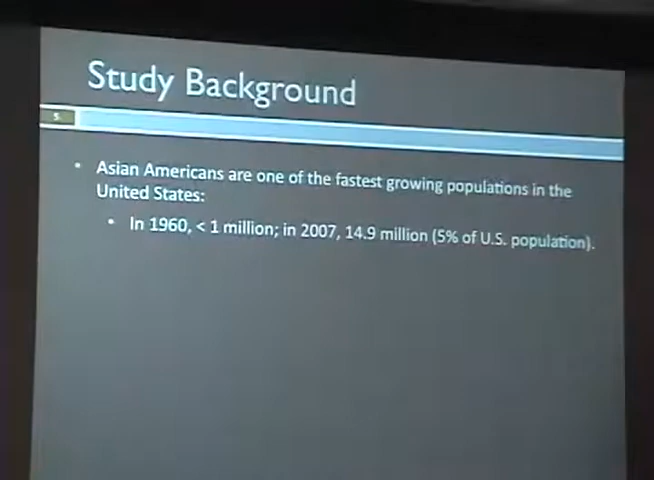 Study Background
5
• Asian Americans are one of the fastest growing populations in the
United States:
• In 1960, < 1 million; in 2007, 14.9 million (5% of U.S. population).